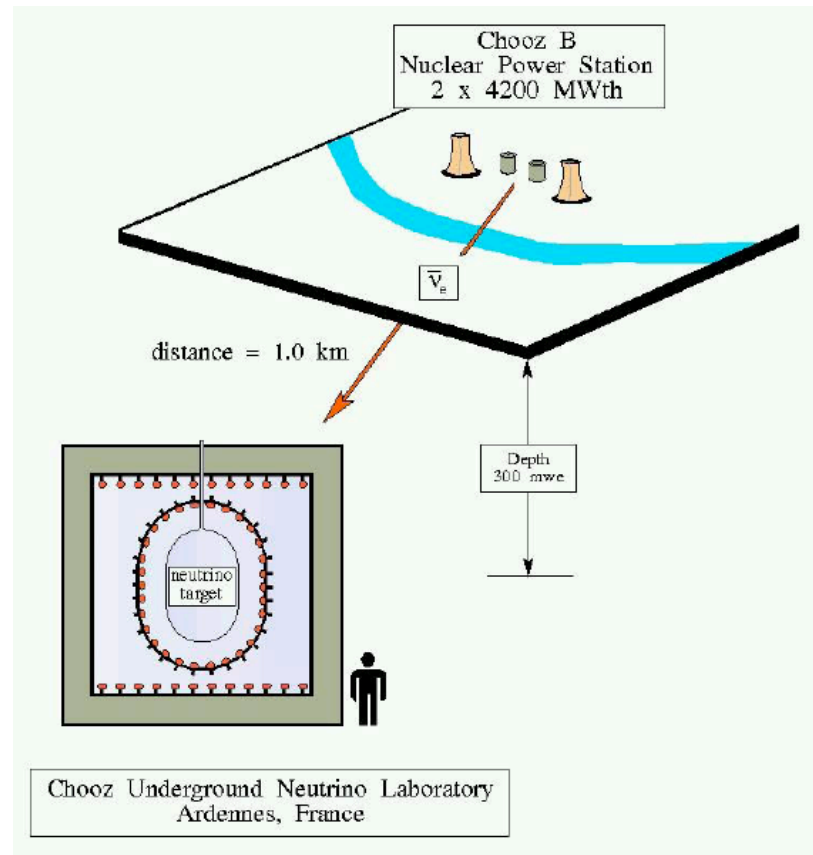 Chooz B
Nuclear Power Station
2 x 4200 MWth
ν̄e
distance = 1.0 km
Depth
300 mwe
neutrino
target
Chooz Underground Neutrino Laboratory
Ardennes, France